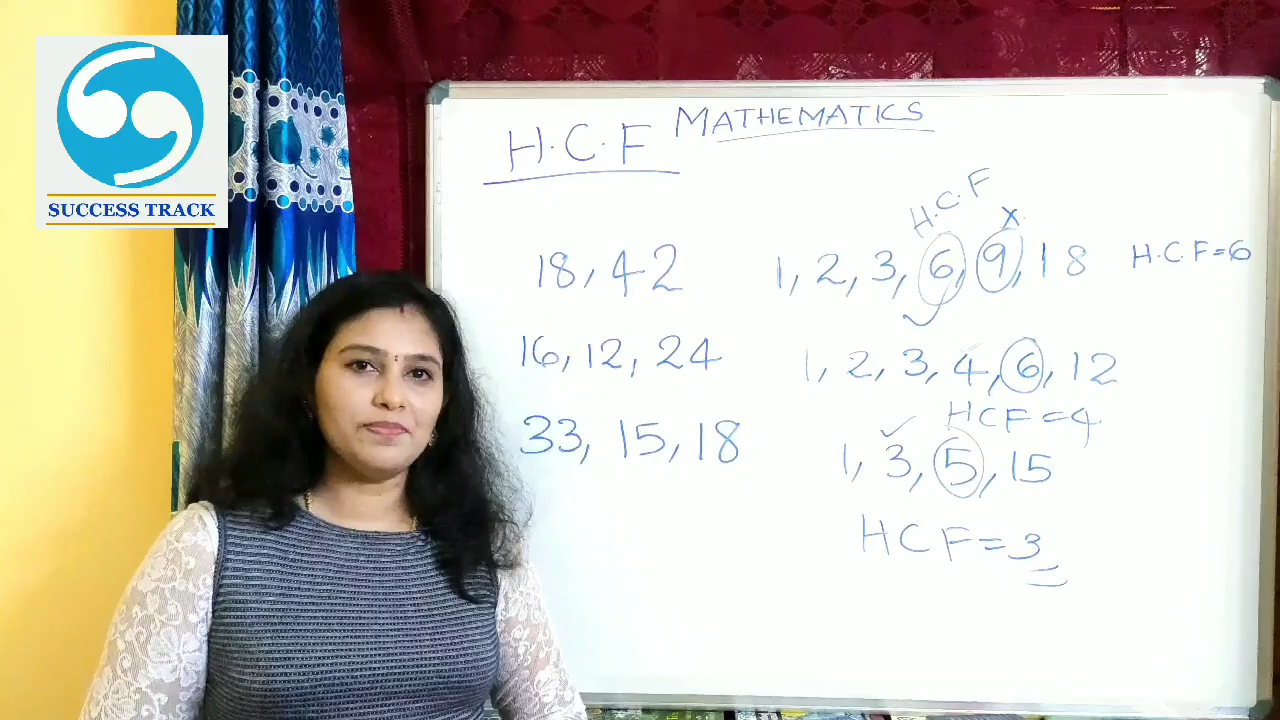 SUCCESS TRACK
MATHEMATICS
H.C.F
H.C.F
x
18, 42
1, 2, 3, 6, 9, 18
H.C.F=6
16, 12, 24
1, 2, 3, 4, 6, 12
HCF=4
33, 15, 18
1, 3, 5, 15
HCF=3